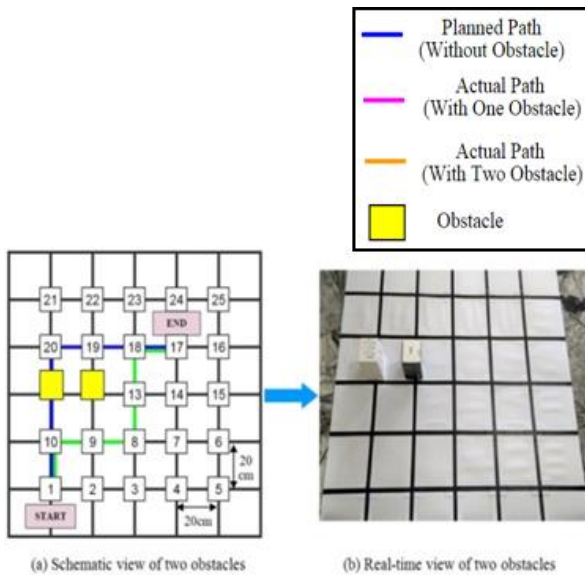 Planned Path
(Without Obstacle)
Actual Path
(With One Obstacle)
Actual Path
(With Two Obstacle)
Obstacle
21 22 23 24 25
END
20 19 18 17 16
13 14 15
10 9 8 7 6
20
cm
1 2 3 4 5
START
20cm
(a) Schematic view of two obstacles
(b) Real-time view of two obstacles